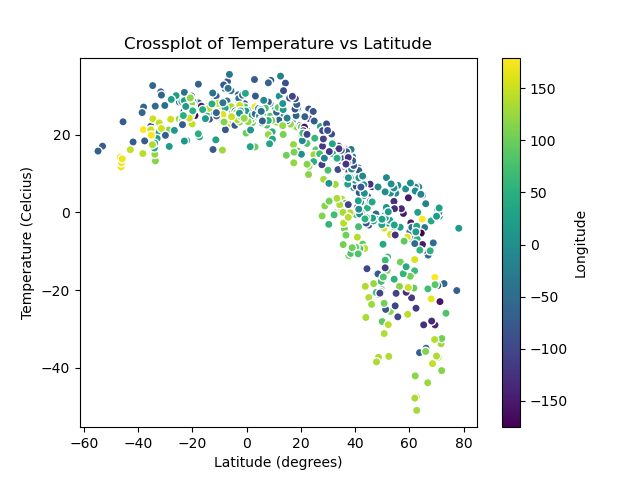 Crossplot of Temperature vs Latitude
20
0
−20
−40
Temperature (Celcius)
−60 −40 −20 0 20 40 60 80
Latitude (degrees)
150
100
50
0
−50
−100
−150
Longitude